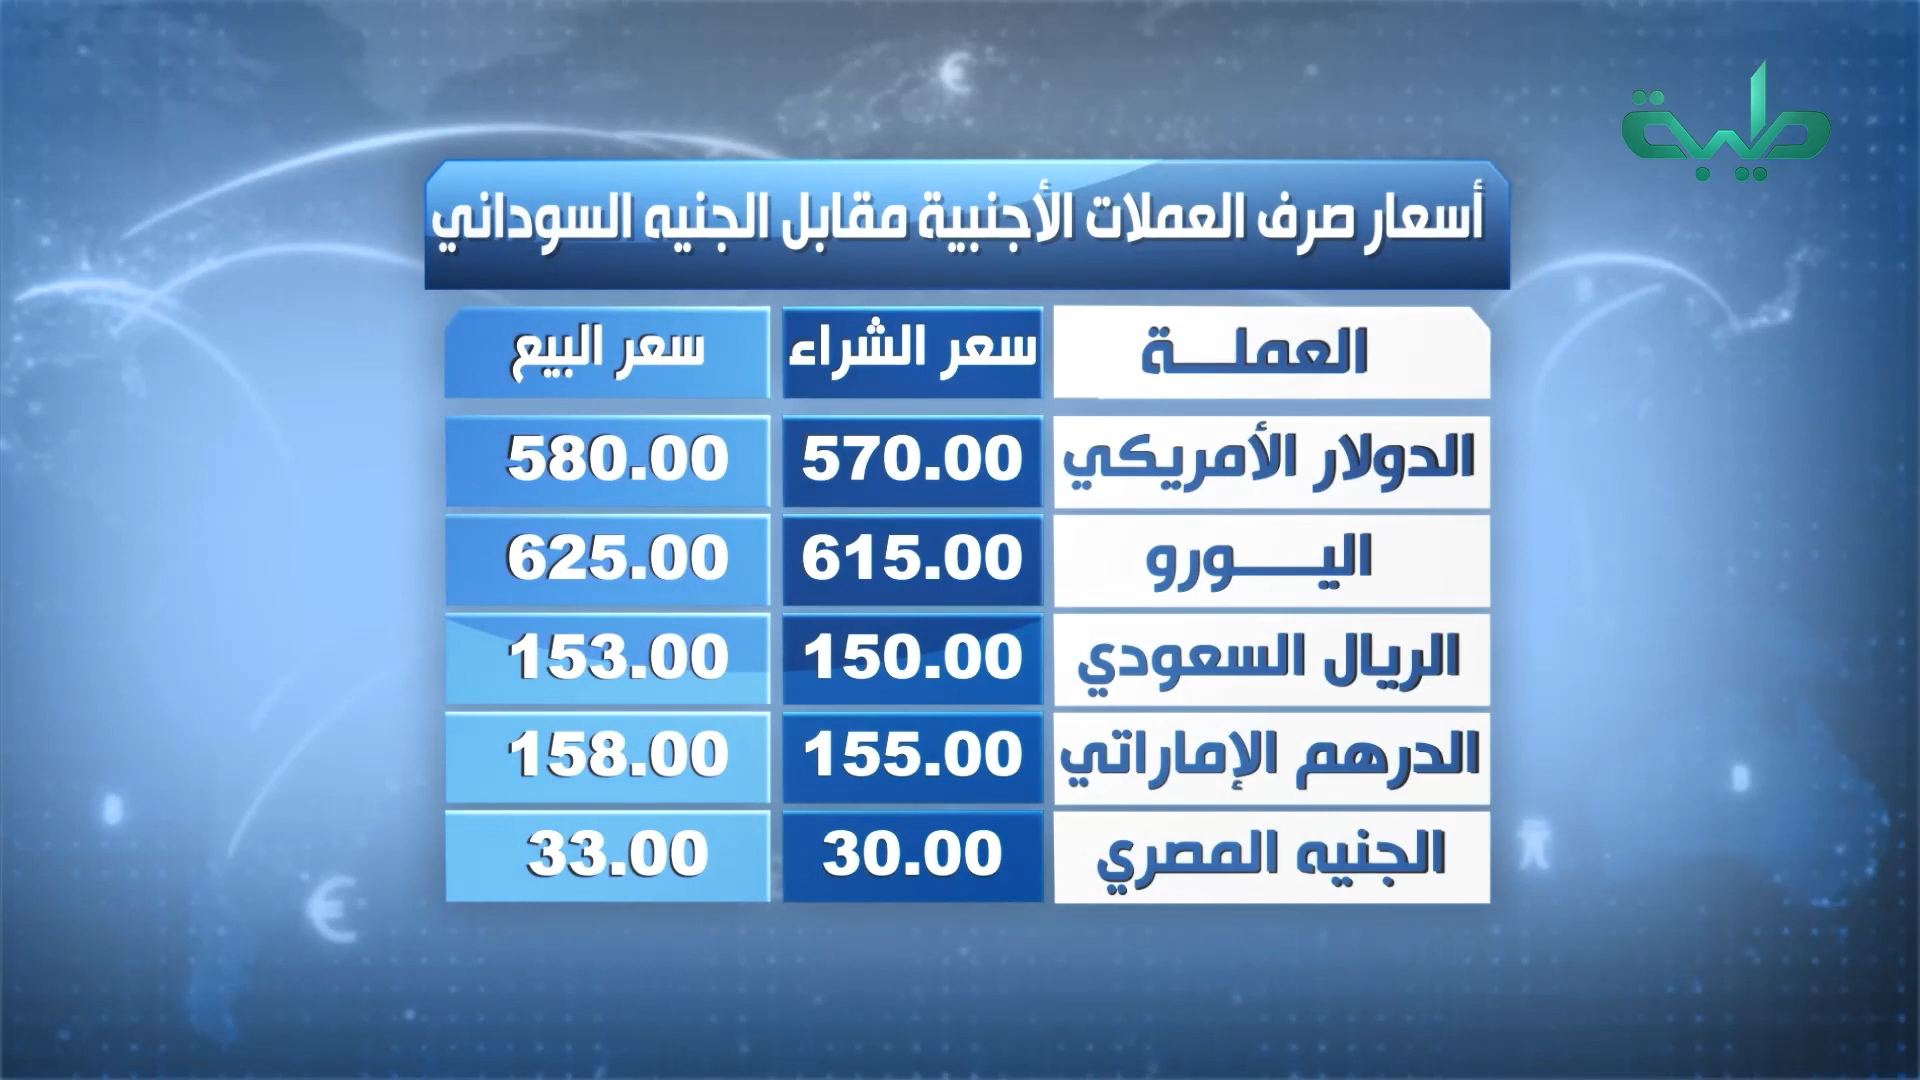 طيبة
أسعار صرف العملات الأجنبية مقابل الجنيه السوداني
العملـــة سعر الشراء سعر البيع
الدولار الأمريكي 570.00 580.00
اليـــــورو 615.00 625.00
الريال السعودي 150.00 153.00
الدرهم الإماراتي 155.00 158.00
الجنيه المصري 30.00 33.00